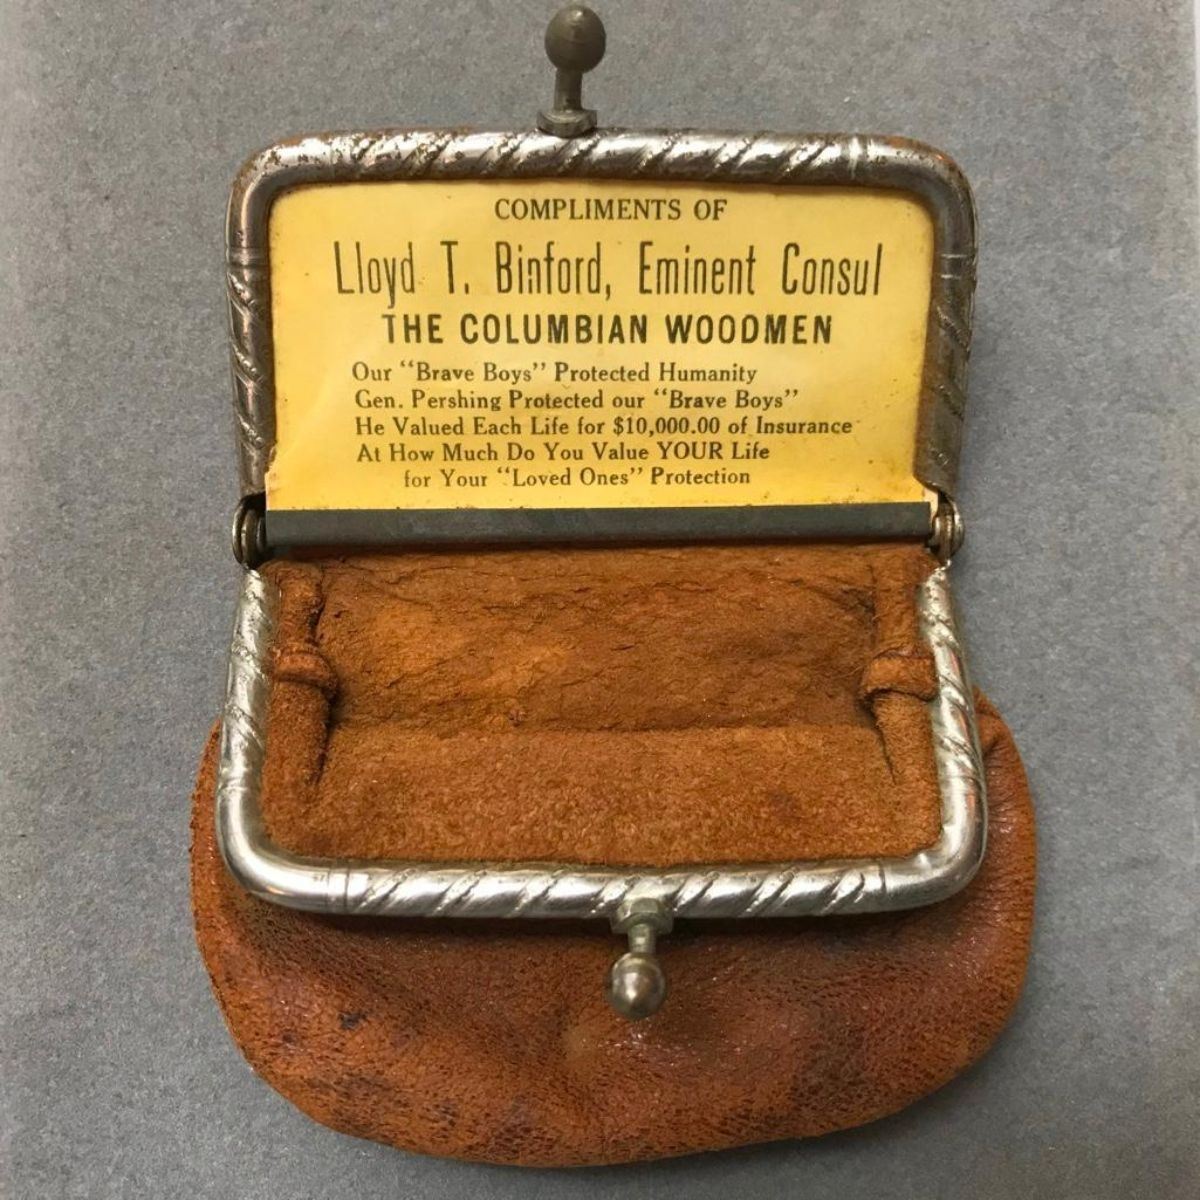 COMPLIMENTS OF
Lloyd T. Binford, Eminent Consul
THE COLUMBIAN WOODMEN
Our "Brave Boys" Protected Humanity
Gen. Pershing Protected our "Brave Boys"
He Valued Each Life for $10,000.00 of Insurance
At How Much Do You Value YOUR Life
for Your "Loved Ones" Protection